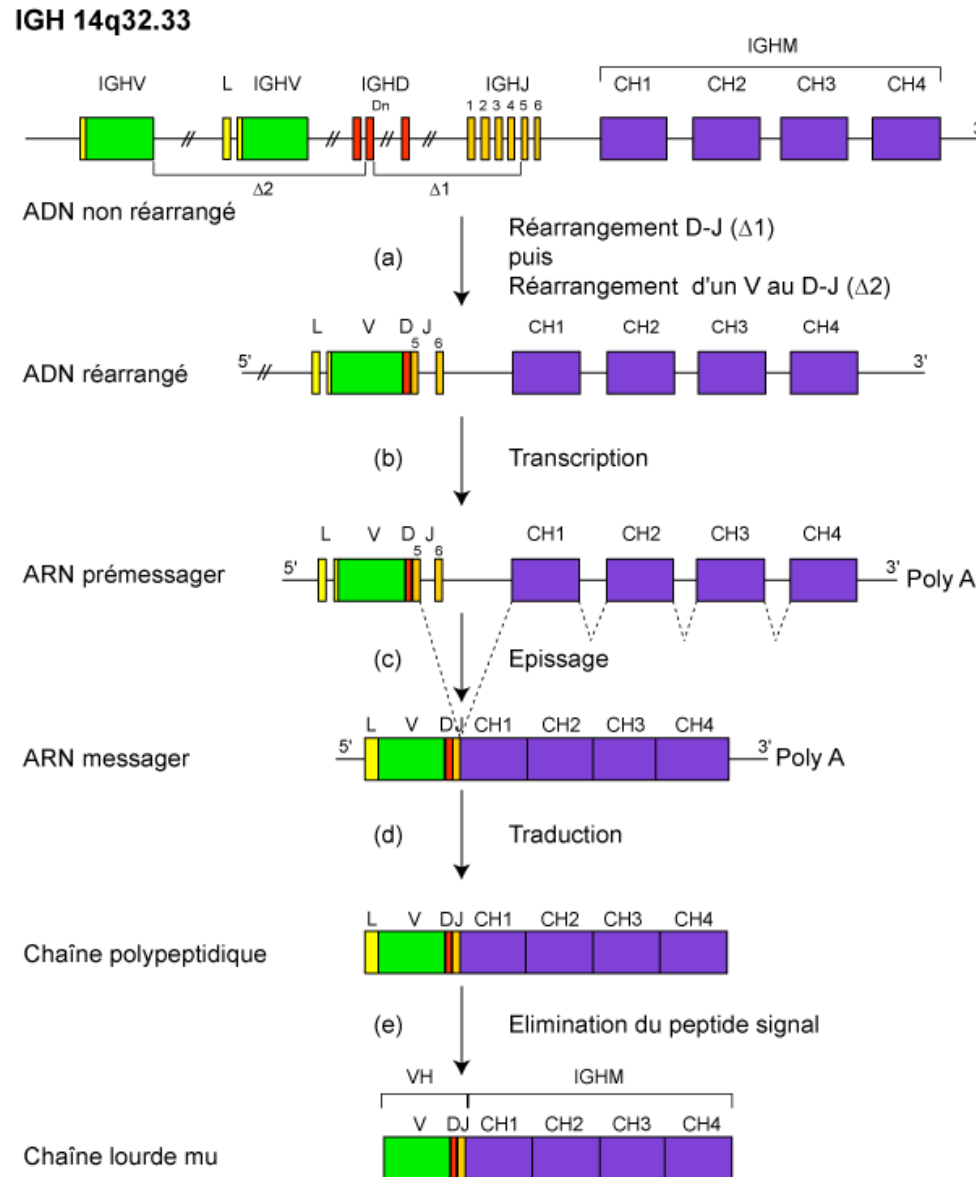 IGH 14q32.33
IGHM
IGHV L IGHV IGHD IGHJ CH1 CH2 CH3 CH4
Dn 1 2 3 4 5 6
3'
Δ2 Δ1
ADN non réarrangé
(a)
Réarrangement D-J (Δ1)
puis
Réarrangement d'un V au D-J (Δ2)
L V D J CH1 CH2 CH3 CH4
5 6
ADN réarrangé 5' 3'
(b) Transcription
L V D J CH1 CH2 CH3 CH4
5 6
ARN prémessager 5' 3' Poly A
(c) Epissage
L V DJ CH1 CH2 CH3 CH4
ARN messager 5' 3' Poly A
(d) Traduction
L V DJ CH1 CH2 CH3 CH4
Chaîne polypeptidique
(e) Elimination du peptide signal
VH IGHM
V DJ CH1 CH2 CH3 CH4
Chaîne lourde mu